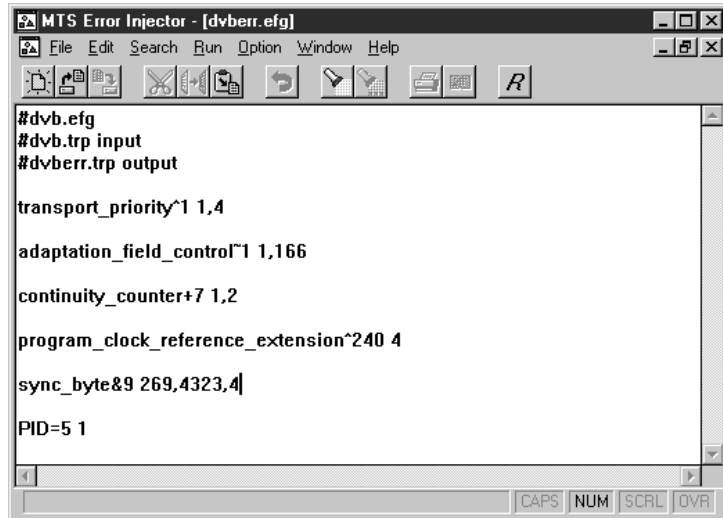 MTS Error Injector - [dvberr.efg]
File Edit Search Run Option Window Help
R
#dvb.efg
#dvb.trp input
#dvberr.trp output
transport_priority^1 1,4
adaptation_field_control~1 1,166
continuity_counter+7 1,2
program_clock_reference_extension^240 4
sync_byte&9 269,4323,4
PID=5 1
CAPS NUM SCRL OVR